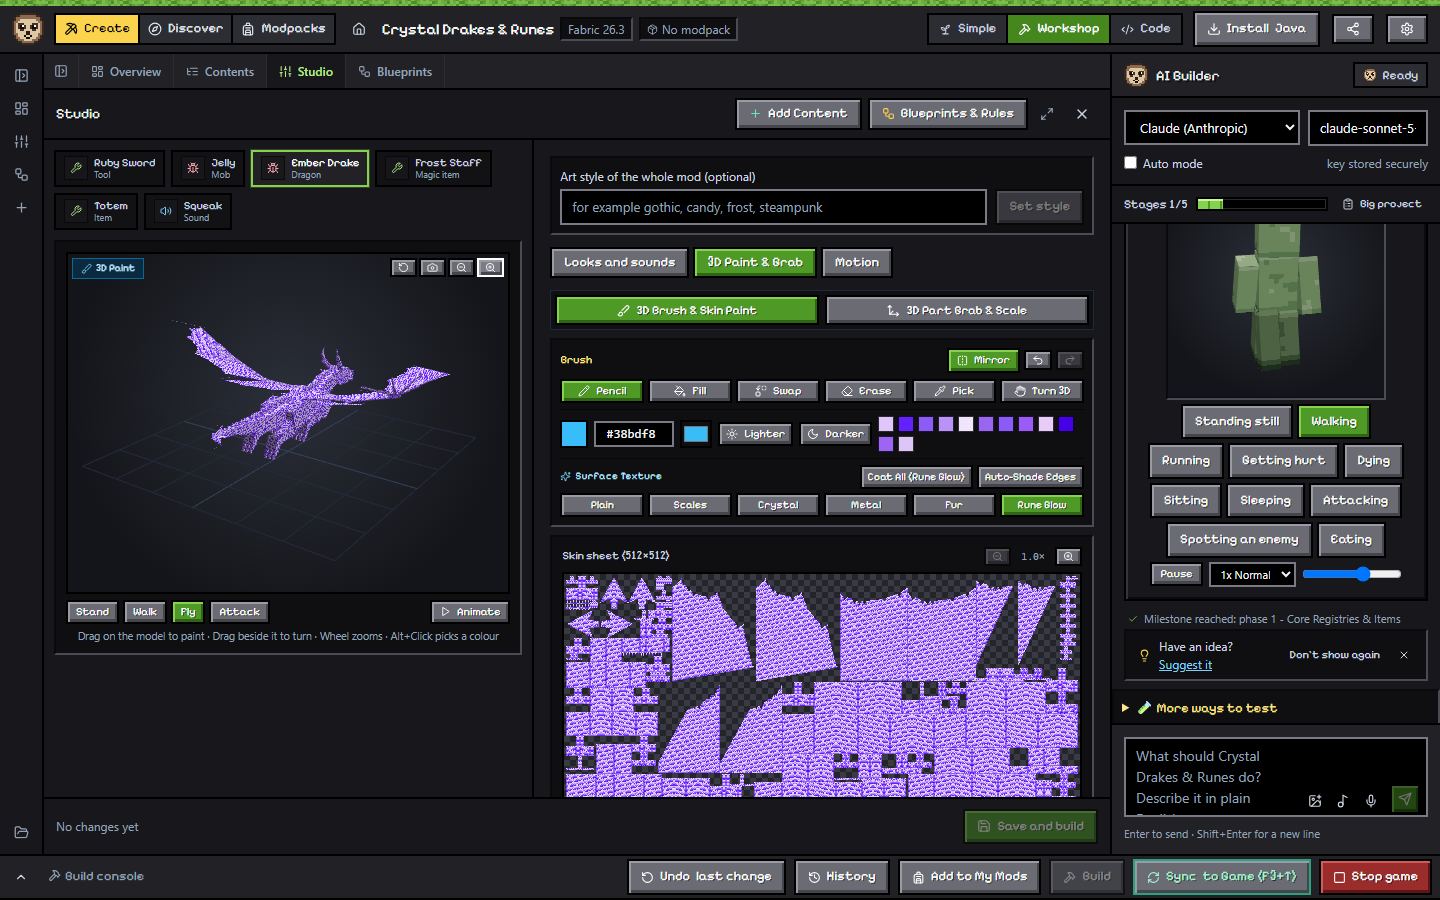 Create
Discover
Modpacks
Crystal Drakes & Runes
Fabric 26.3
No modpack
Simple
Workshop
Code
Install Java
Overview
Contents
Studio
Blueprints
Studio
Add Content
Blueprints & Rules
Ruby Sword
Tool
Jelly
Mob
Ember Drake
Dragon
Frost Staff
Magic item
Totem
Item
Squeak
Sound
3D Paint
Stand
Walk
Fly
Attack
Animate
Drag on the model to paint · Drag beside it to turn · Wheel zooms · Alt+Click picks a colour
Art style of the whole mod (optional)
for example gothic, candy, frost, steampunk
Set style
Looks and sounds
3D Paint & Grab
Motion
3D Brush & Skin Paint
3D Part Grab & Scale
Brush
Mirror
Pencil
Fill
Swap
Erase
Pick
Turn 3D
#38bdf8
Lighter
Darker
Surface Texture
Coat All (Rune Glow)
Auto-Shade Edges
Plain
Scales
Crystal
Metal
Fur
Rune Glow
Skin sheet (512×512)
1.0×
No changes yet
Save and build
AI Builder
Ready
Claude (Anthropic)
claude-sonnet-5-
Auto mode
key stored securely
Stages 1/5
Big project
Standing still
Walking
Running
Getting hurt
Dying
Sitting
Sleeping
Attacking
Spotting an enemy
Eating
Pause
1x Normal
Milestone reached: phase 1 - Core Registries & Items
Have an idea?
Suggest it
Don't show again
More ways to test
What should Crystal
Drakes & Runes do?
Describe it in plain
Enter to send · Shift+Enter for a new line
Build console
Undo last change
History
Add to My Mods
Build
Sync to Game (F3+T)
Stop game